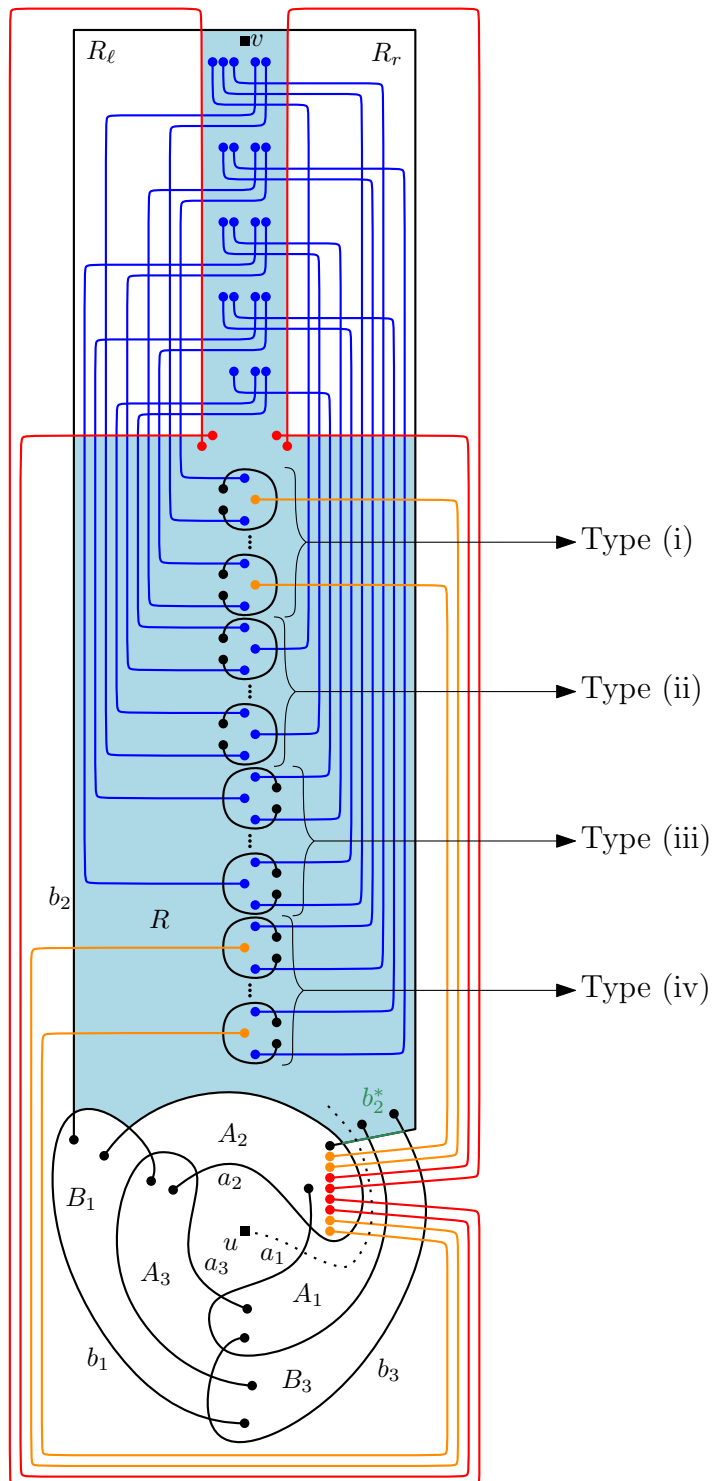 R_ℓ
v
R_r
Type (i)
Type (ii)
Type (iii)
b_2
R
Type (iv)
b_2^*
A_2
a_2
B_1
u
a_1
a_3
A_3
A_1
b_1
b_3
B_3